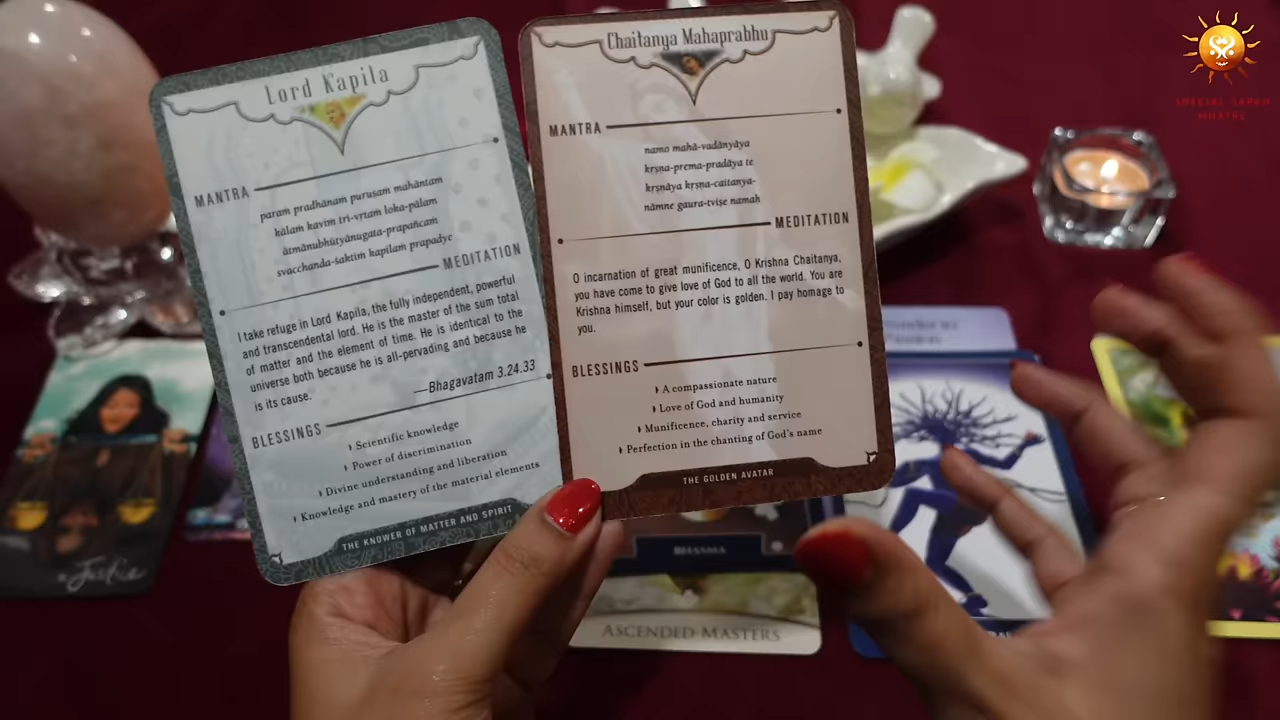 Lord Kapila
MANTRA
param pradhānam puruṣam mahāntam
kālaṁ kavim tri-vṛtam loka-pālam
ātmānubhūtyānugata-prapañcaṁ
svacchanda-śaktim kapilaṁ prapadye
MEDITATION
I take refuge in Lord Kapila, the fully independent, powerful
and transcendental lord. He is the master of the sum total
of matter and the element of time. He is identical to the
universe both because he is all-pervading and because he
is its cause.
—Bhagavatam 3.24.33
BLESSINGS
Scientific knowledge
Power of discrimination
Divine understanding and liberation
Knowledge and mastery of the material elements
THE KNOWER OF MATTER AND SPIRIT
Chaitanya Mahaprabhu
MANTRA
namo mahā-vadānyāya
kṛṣṇa-prema-pradāya te
kṛṣṇāya kṛṣṇa-caitanya-
nāmne gaura-tviṣe namaḥ
MEDITATION
O incarnation of great munificence, O Krishna Chaitanya,
you have come to give love of God to all the world. You are
Krishna himself, but your color is golden. I pay homage to
you.
BLESSINGS
A compassionate nature
Love of God and humanity
Munificence, charity and service
Perfection in the chanting of God's name
THE GOLDEN AVATAR
ASCENDED MASTERS
Justice